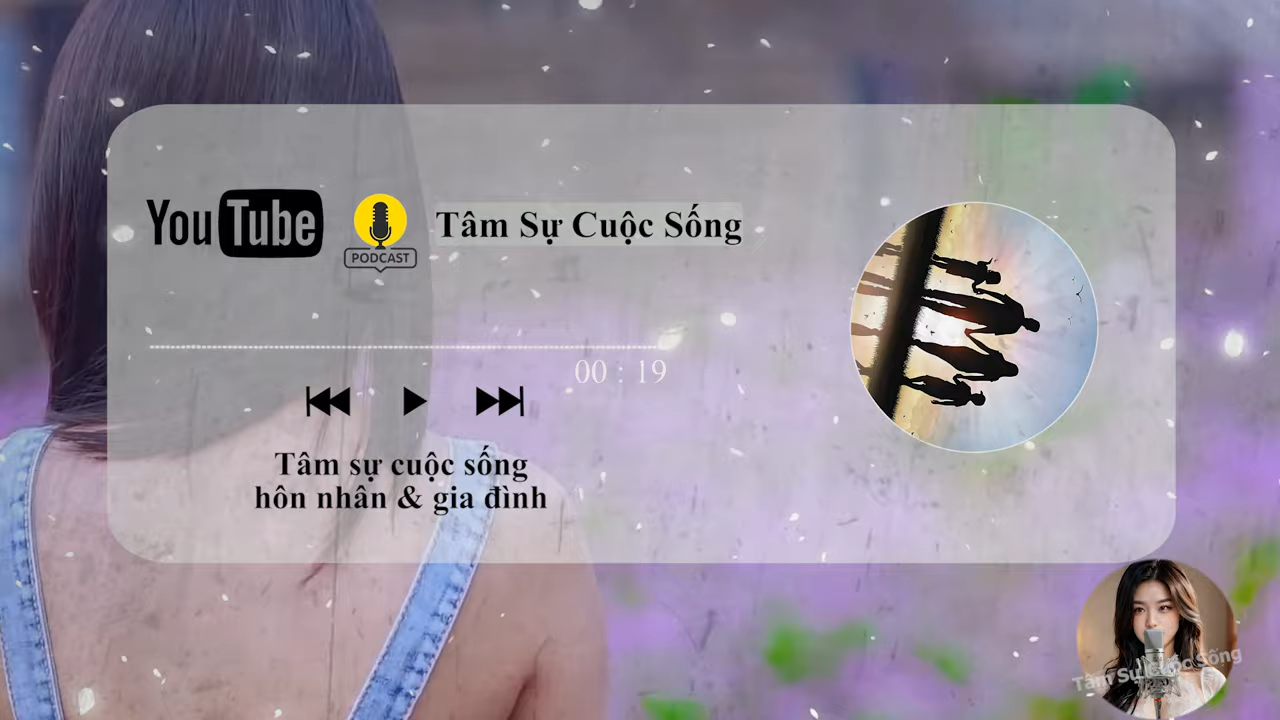 YouTube
PODCAST
Tâm Sự Cuộc Sống
00 : 19
Tâm sự cuộc sống
hôn nhân & gia đình
Tâm Sự Cuộc Sống